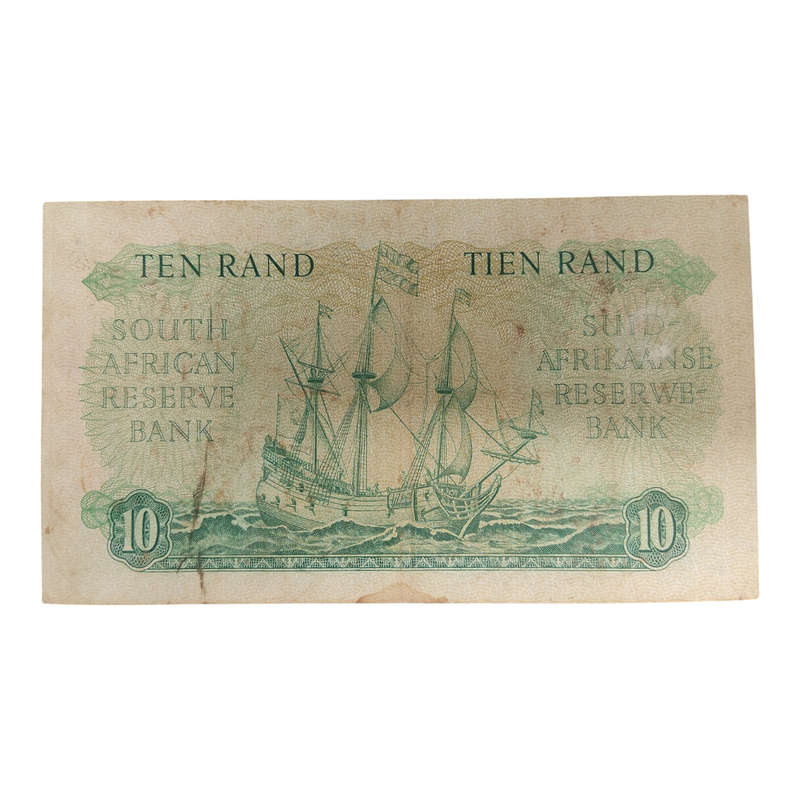 TEN RAND
TIEN RAND
SOUTH
AFRICAN
RESERVE
BANK
SUID-
AFRIKAANSE
RESERWE-
BANK
10
10